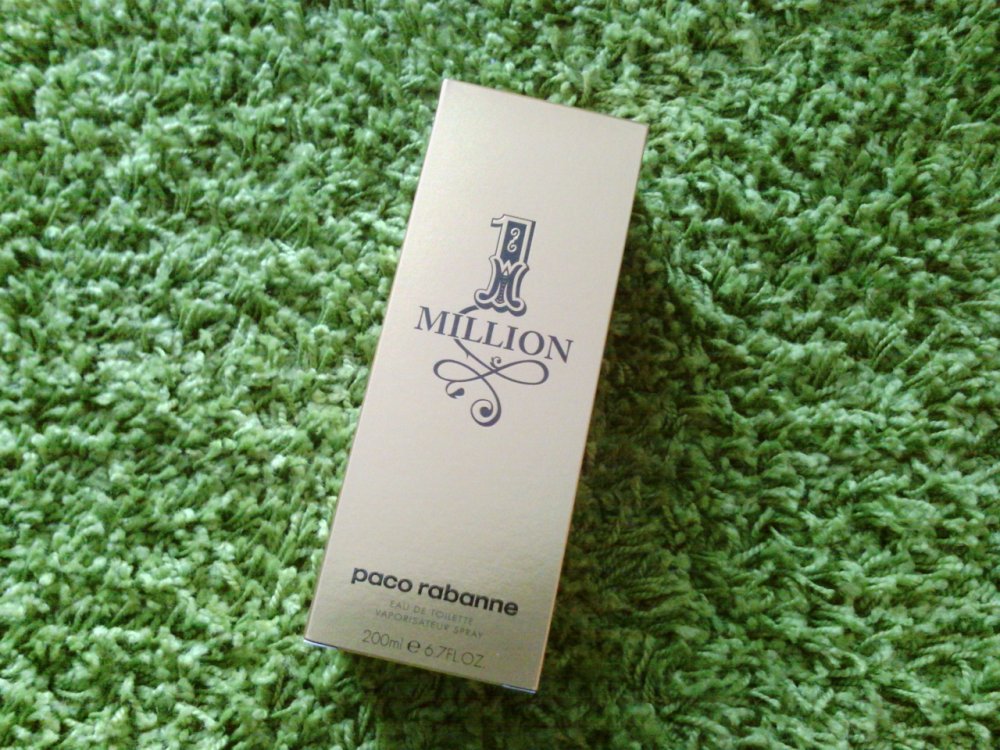 1
MILLION
paco rabanne
EAU DE TOILETTE
VAPORISATEUR SPRAY
200ml e 6.7FL.OZ.